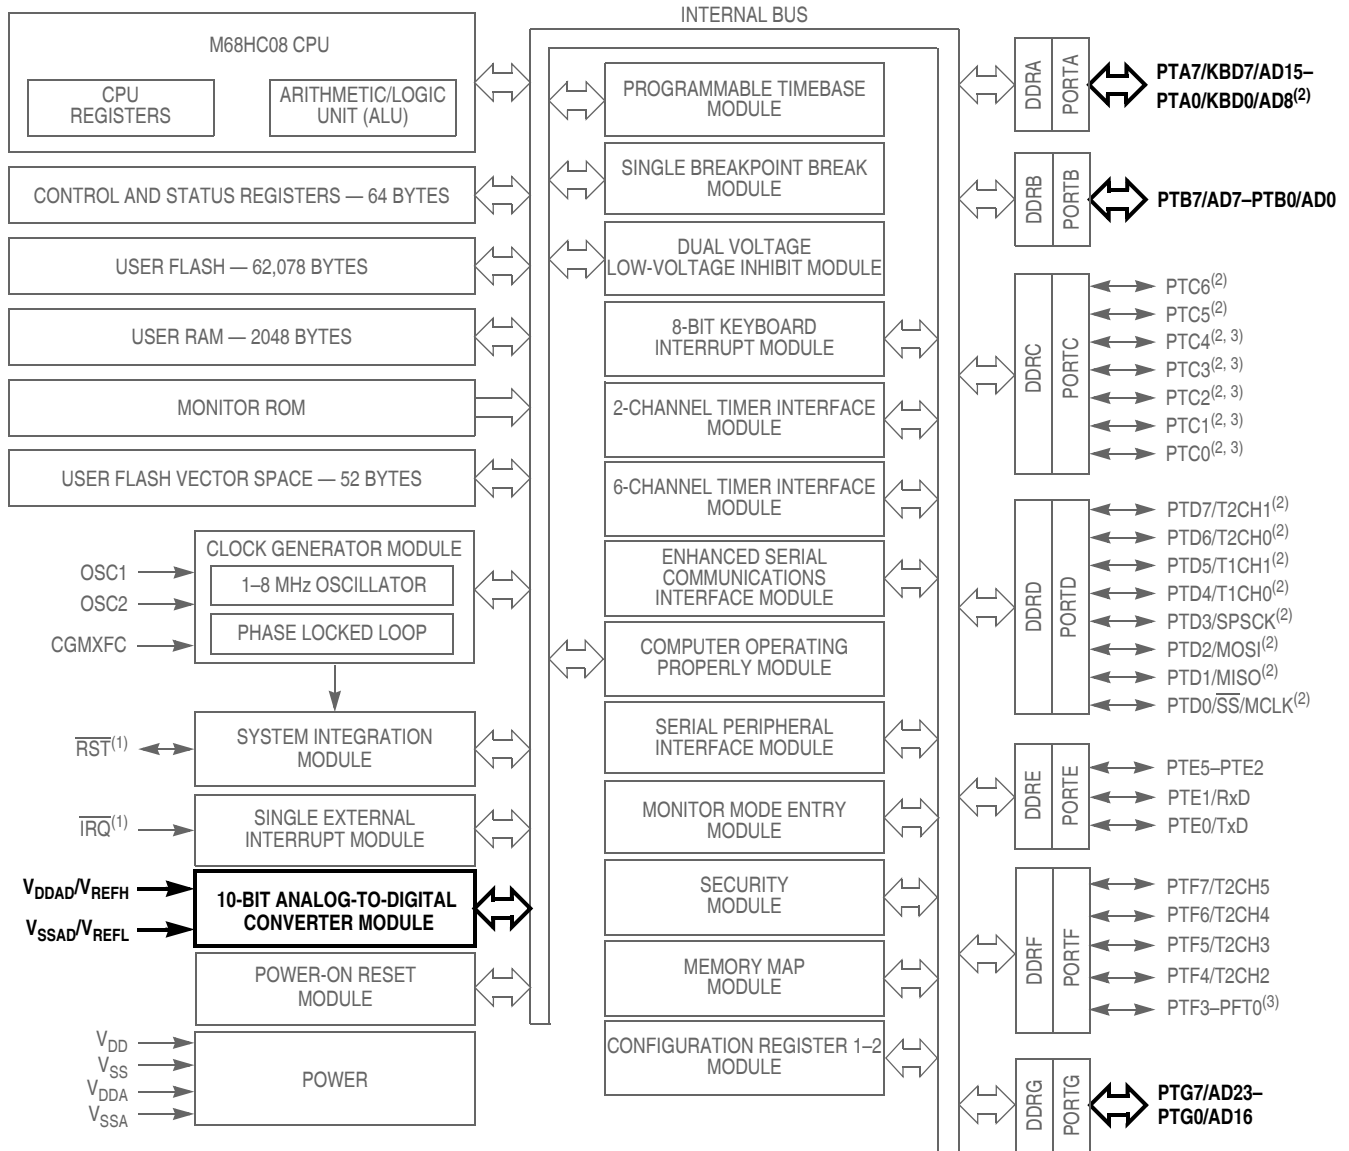 INTERNAL BUS
M68HC08 CPU
CPU
REGISTERS
ARITHMETIC/LOGIC
UNIT (ALU)
CONTROL AND STATUS REGISTERS — 64 BYTES
USER FLASH — 62,078 BYTES
USER RAM — 2048 BYTES
MONITOR ROM
USER FLASH VECTOR SPACE — 52 BYTES
CLOCK GENERATOR MODULE
1–8 MHz OSCILLATOR
PHASE LOCKED LOOP
OSC1
OSC2
CGMXFC
SYSTEM INTEGRATION
MODULE
RST(1)
SINGLE EXTERNAL
INTERRUPT MODULE
IRQ(1)
10-BIT ANALOG-TO-DIGITAL
CONVERTER MODULE
VDDAD/VREFH
VSSAD/VREFL
POWER-ON RESET
MODULE
POWER
VDD
VSS
VDDA
VSSA
PROGRAMMABLE TIMEBASE
MODULE
SINGLE BREAKPOINT BREAK
MODULE
DUAL VOLTAGE
LOW-VOLTAGE INHIBIT MODULE
8-BIT KEYBOARD
INTERRUPT MODULE
2-CHANNEL TIMER INTERFACE
MODULE
6-CHANNEL TIMER INTERFACE
MODULE
ENHANCED SERIAL
COMMUNICATIONS
INTERFACE MODULE
COMPUTER OPERATING
PROPERLY MODULE
SERIAL PERIPHERAL
INTERFACE MODULE
MONITOR MODE ENTRY
MODULE
SECURITY
MODULE
MEMORY MAP
MODULE
CONFIGURATION REGISTER 1–2
MODULE
DDRA
PORTA
PTA7/KBD7/AD15–
PTA0/KBD0/AD8(2)
DDRB
PORTB
PTB7/AD7–PTB0/AD0
DDRC
PORTC
PTC6(2)
PTC5(2)
PTC4(2, 3)
PTC3(2, 3)
PTC2(2, 3)
PTC1(2, 3)
PTC0(2, 3)
DDRD
PORTD
PTD7/T2CH1(2)
PTD6/T2CH0(2)
PTD5/T1CH1(2)
PTD4/T1CH0(2)
PTD3/SPSCK(2)
PTD2/MOSI(2)
PTD1/MISO(2)
PTD0/SS/MCLK(2)
DDRE
PORTE
PTE5–PTE2
PTE1/RxD
PTE0/TxD
DDRF
PORTF
PTF7/T2CH5
PTF6/T2CH4
PTF5/T2CH3
PTF4/T2CH2
PTF3–PFT0(3)
DDRG
PORTG
PTG7/AD23–
PTG0/AD16